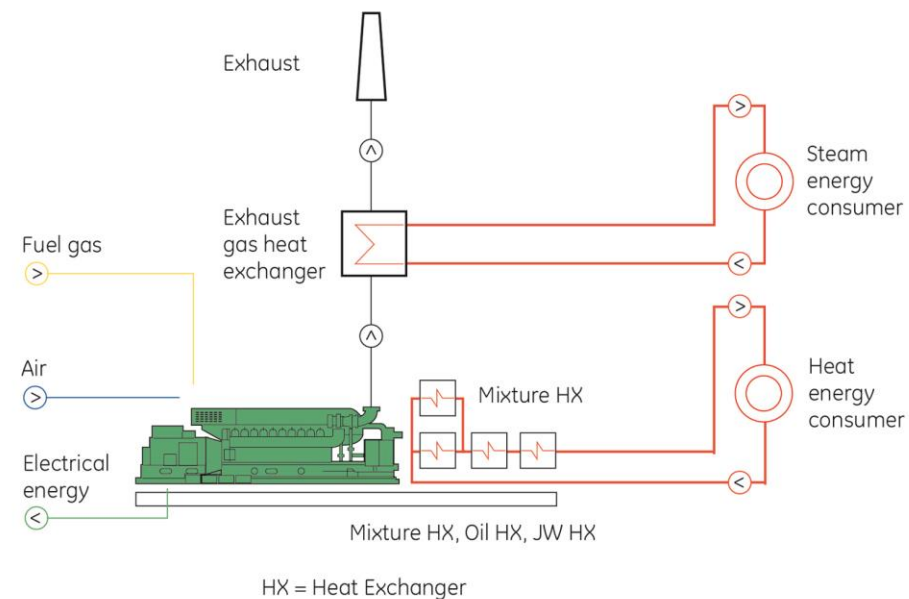 Exhaust
Steam
energy
consumer
Exhaust
gas heat
exchanger
Fuel gas
Air
Mixture HX
Heat
energy
consumer
Electrical
energy
Mixture HX, Oil HX, JW HX
HX = Heat Exchanger